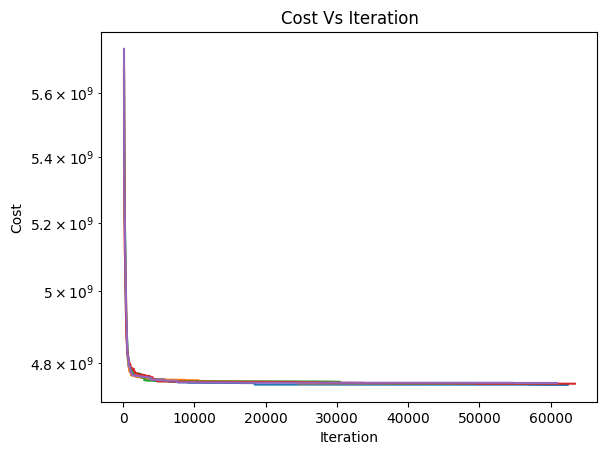 Cost Vs Iteration
Cost
5.6 × 10⁹
5.4 × 10⁹
5.2 × 10⁹
5 × 10⁹
4.8 × 10⁹
0 10000 20000 30000 40000 50000 60000
Iteration